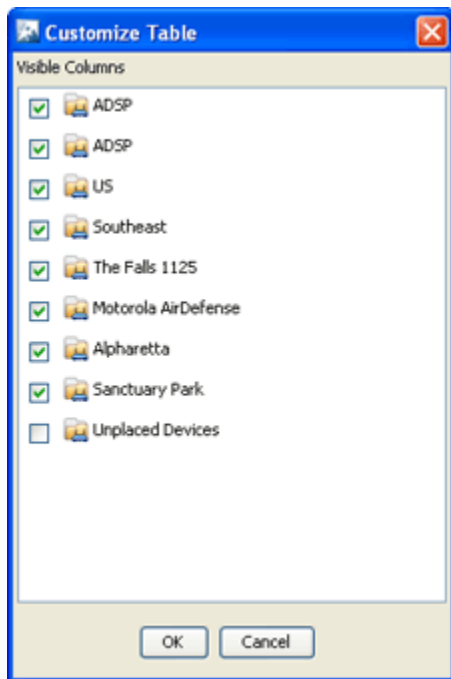 Customize Table
Visible Columns
ADSP
ADSP
US
Southeast
The Falls 1125
Motorola AirDefense
Alpharetta
Sanctuary Park
Unplaced Devices
OK Cancel